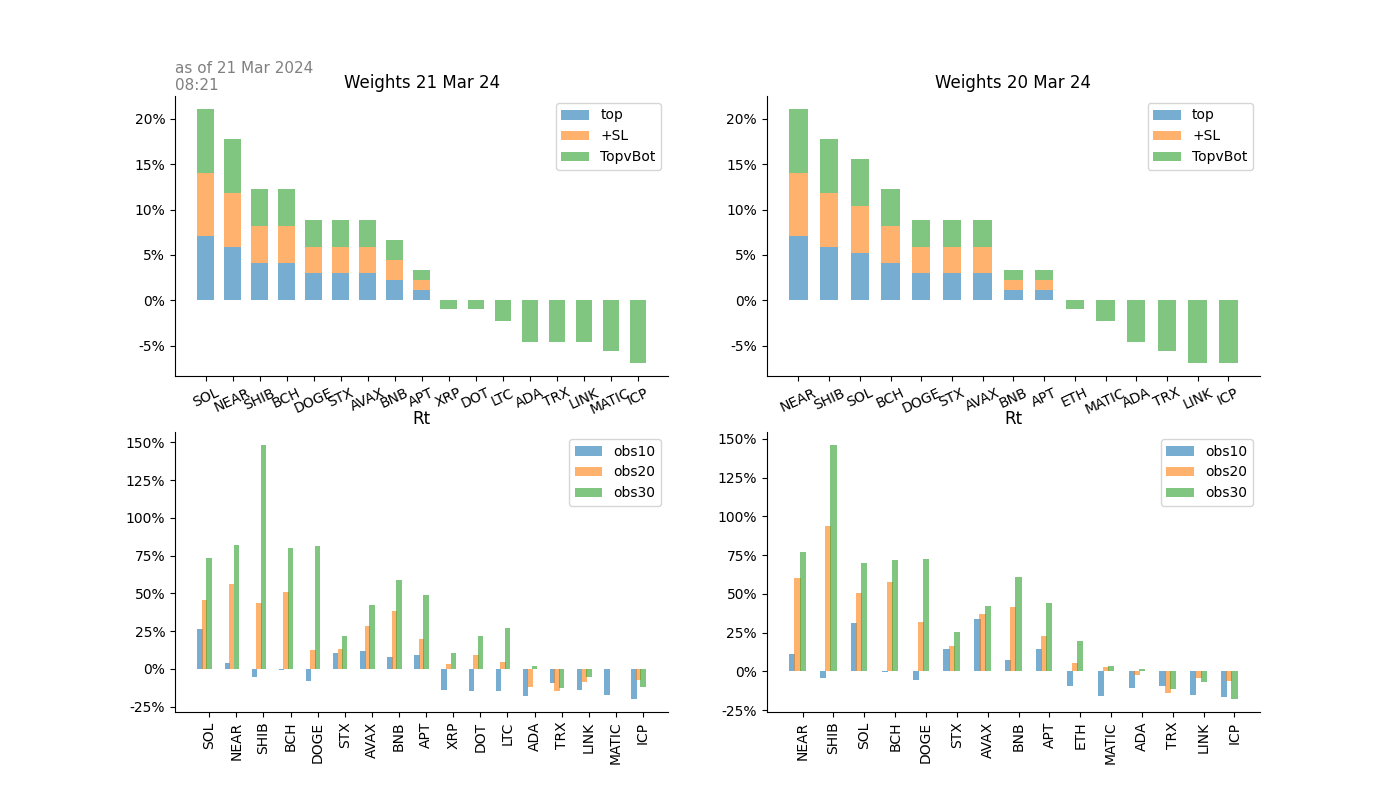 as of 21 Mar 2024
08:21
Weights 21 Mar 24
20%
15%
10%
5%
0%
-5%
top
+SL
TopvBot
SOL NEAR SHIB BCH DOGE STX AVAX BNB APT XRP DOT LTC ADA TRX LINK MATIC ICP
Weights 20 Mar 24
20%
15%
10%
5%
0%
-5%
top
+SL
TopvBot
NEAR SHIB SOL BCH DOGE STX AVAX BNB APT ETH MATIC ADA TRX LINK ICP
Rt
150%
125%
100%
75%
50%
25%
0%
-25%
obs10
obs20
obs30
SOL NEAR SHIB BCH DOGE STX AVAX BNB APT XRP DOT LTC ADA TRX LINK MATIC ICP
Rt
150%
125%
100%
75%
50%
25%
0%
-25%
obs10
obs20
obs30
NEAR SHIB SOL BCH DOGE STX AVAX BNB APT ETH MATIC ADA TRX LINK ICP